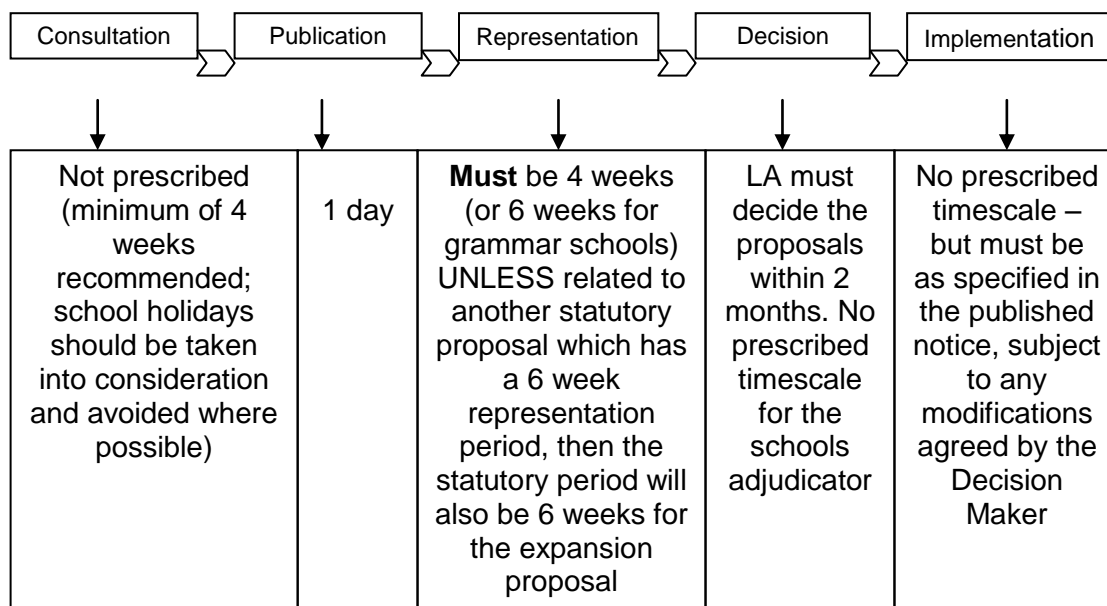 Consultation
Publication
Representation
Decision
Implementation
Not prescribed
(minimum of 4
weeks
recommended;
school holidays
should be taken
into consideration
and avoided where
possible)
1 day
Must be 4 weeks
(or 6 weeks for
grammar schools)
UNLESS related to
another statutory
proposal which has
a 6 week
representation
period, then the
statutory period will
also be 6 weeks for
the expansion
proposal
LA must
decide the
proposals
within 2
months. No
prescribed
timescale
for the
schools
adjudicator
No prescribed
timescale –
but must be
as specified in
the published
notice, subject
to any
modifications
agreed by the
Decision
Maker